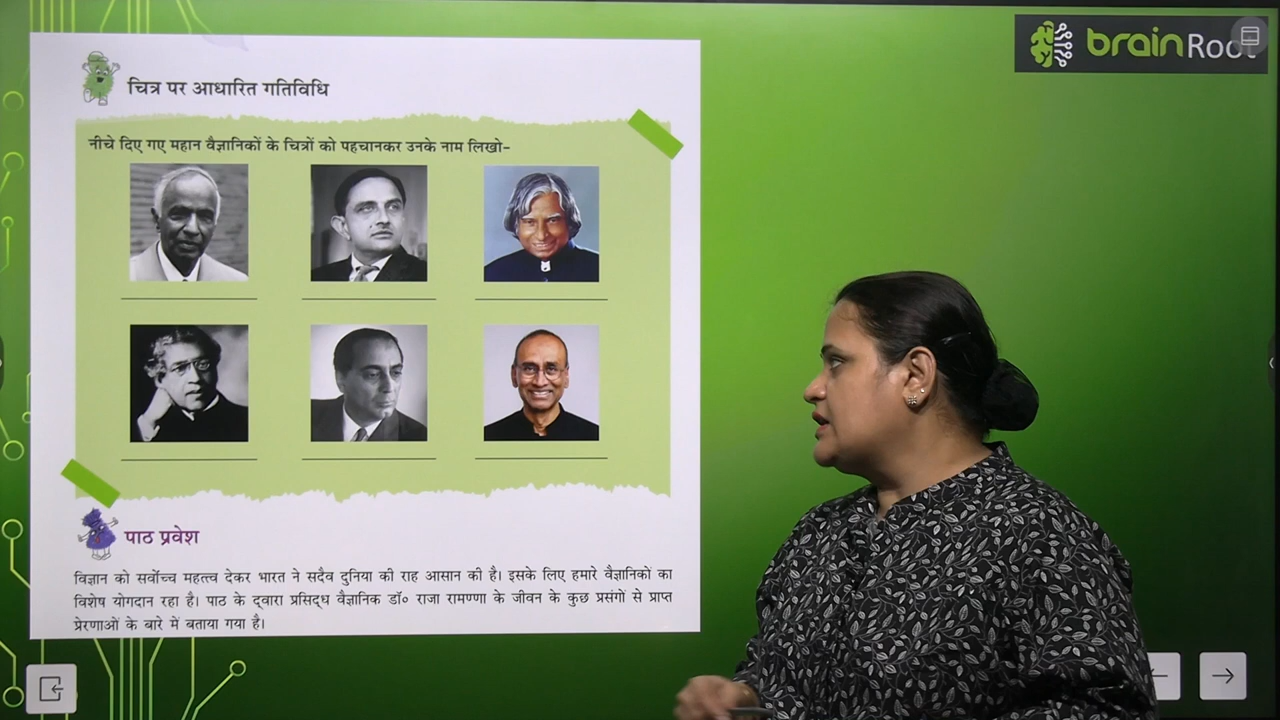 brainRoot
चित्र पर आधारित गतिविधि
नीचे दिए गए महान वैज्ञानिकों के चित्रों को पहचानकर उनके नाम लिखो-
पाठ प्रवेश
विज्ञान को सर्वोच्च महत्त्व देकर भारत ने सदैव दुनिया की राह आसान की है। इसके लिए हमारे वैज्ञानिकों का
विशेष योगदान रहा है। पाठ के द्वारा प्रसिद्ध वैज्ञानिक डॉ० राजा रामण्णा के जीवन के कुछ प्रसंगों से प्राप्त
प्रेरणाओं के बारे में बताया गया है।